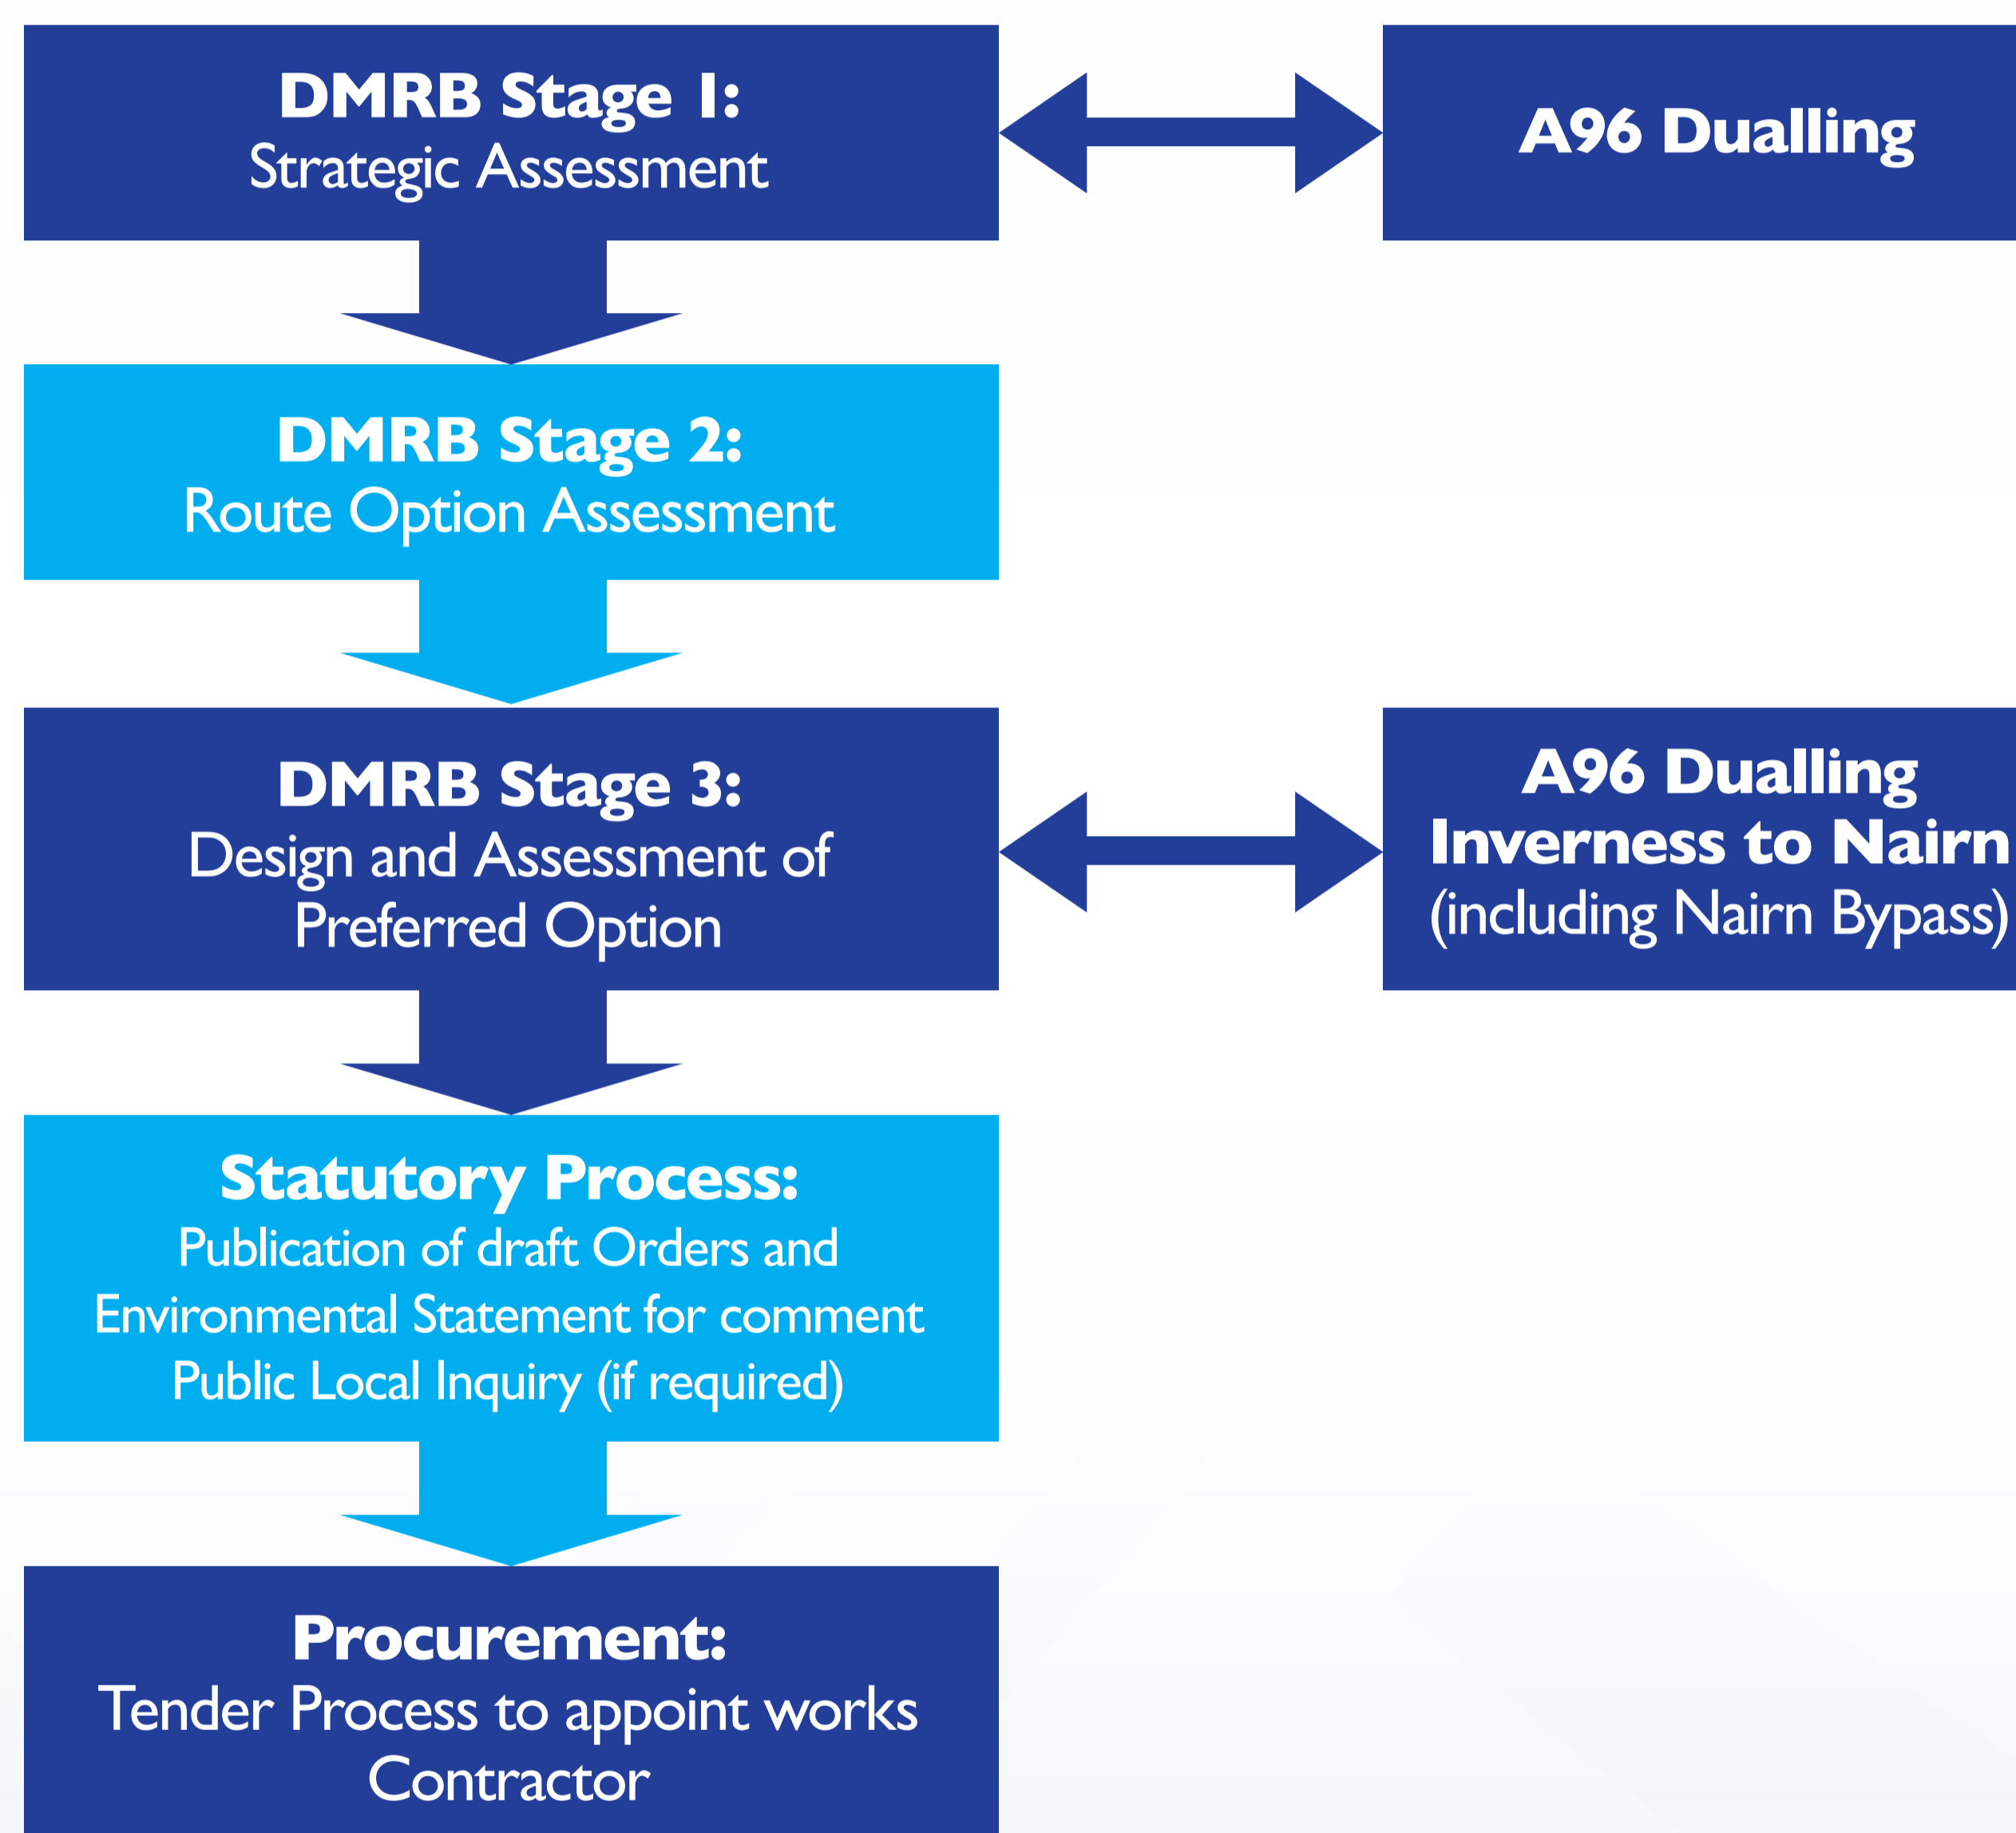 DMRB Stage 1:
Strategic Assessment
A96 Dualling
DMRB Stage 2:
Route Option Assessment
DMRB Stage 3:
Design and Assessment of
Preferred Option
A96 Dualling
Inverness to Nairn
(including Nairn Bypass)
Statutory Process:
Publication of draft Orders and
Environmental Statement for comment
Public Local Inquiry (if required)
Procurement:
Tender Process to appoint works
Contractor